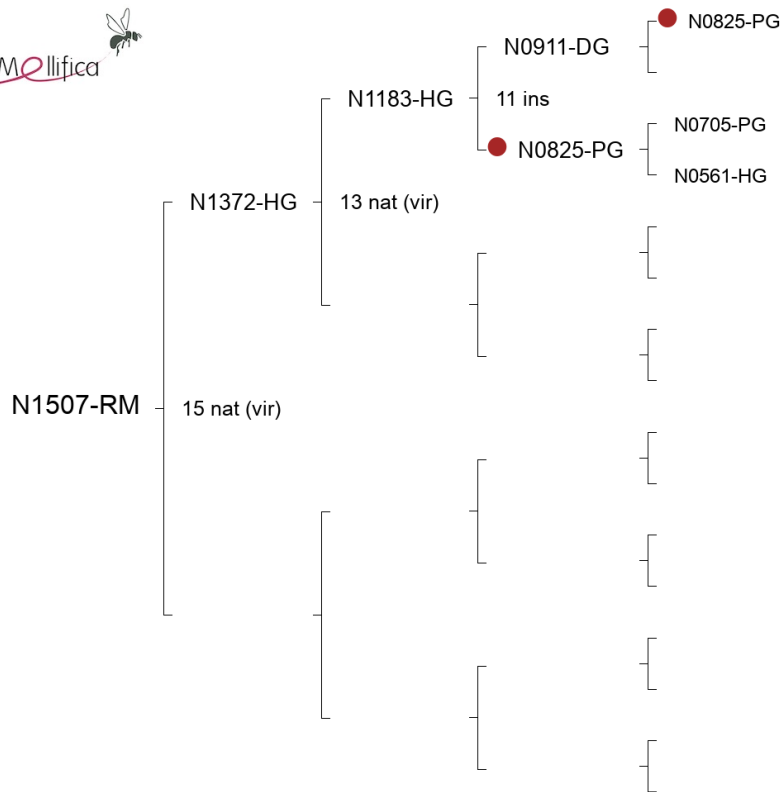 Mellifica
N0825-PG
N0911-DG
N1183-HG
11 ins
N0705-PG
N0825-PG
N0561-HG
N1372-HG
13 nat (vir)
N1507-RM
15 nat (vir)